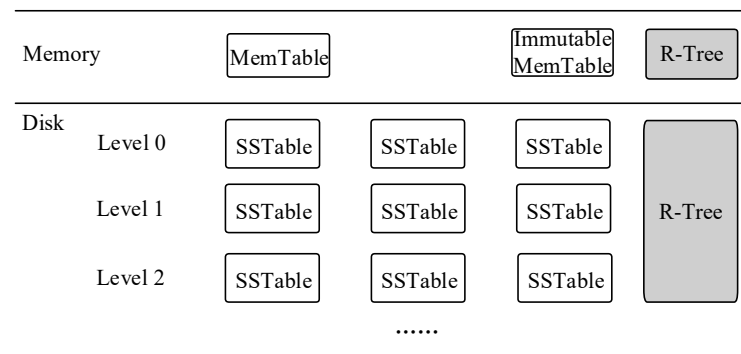 Memory
MemTable
Immutable
MemTable
R-Tree
Disk
Level 0
SSTable
SSTable
SSTable
Level 1
SSTable
SSTable
SSTable
R-Tree
Level 2
SSTable
SSTable
SSTable
......